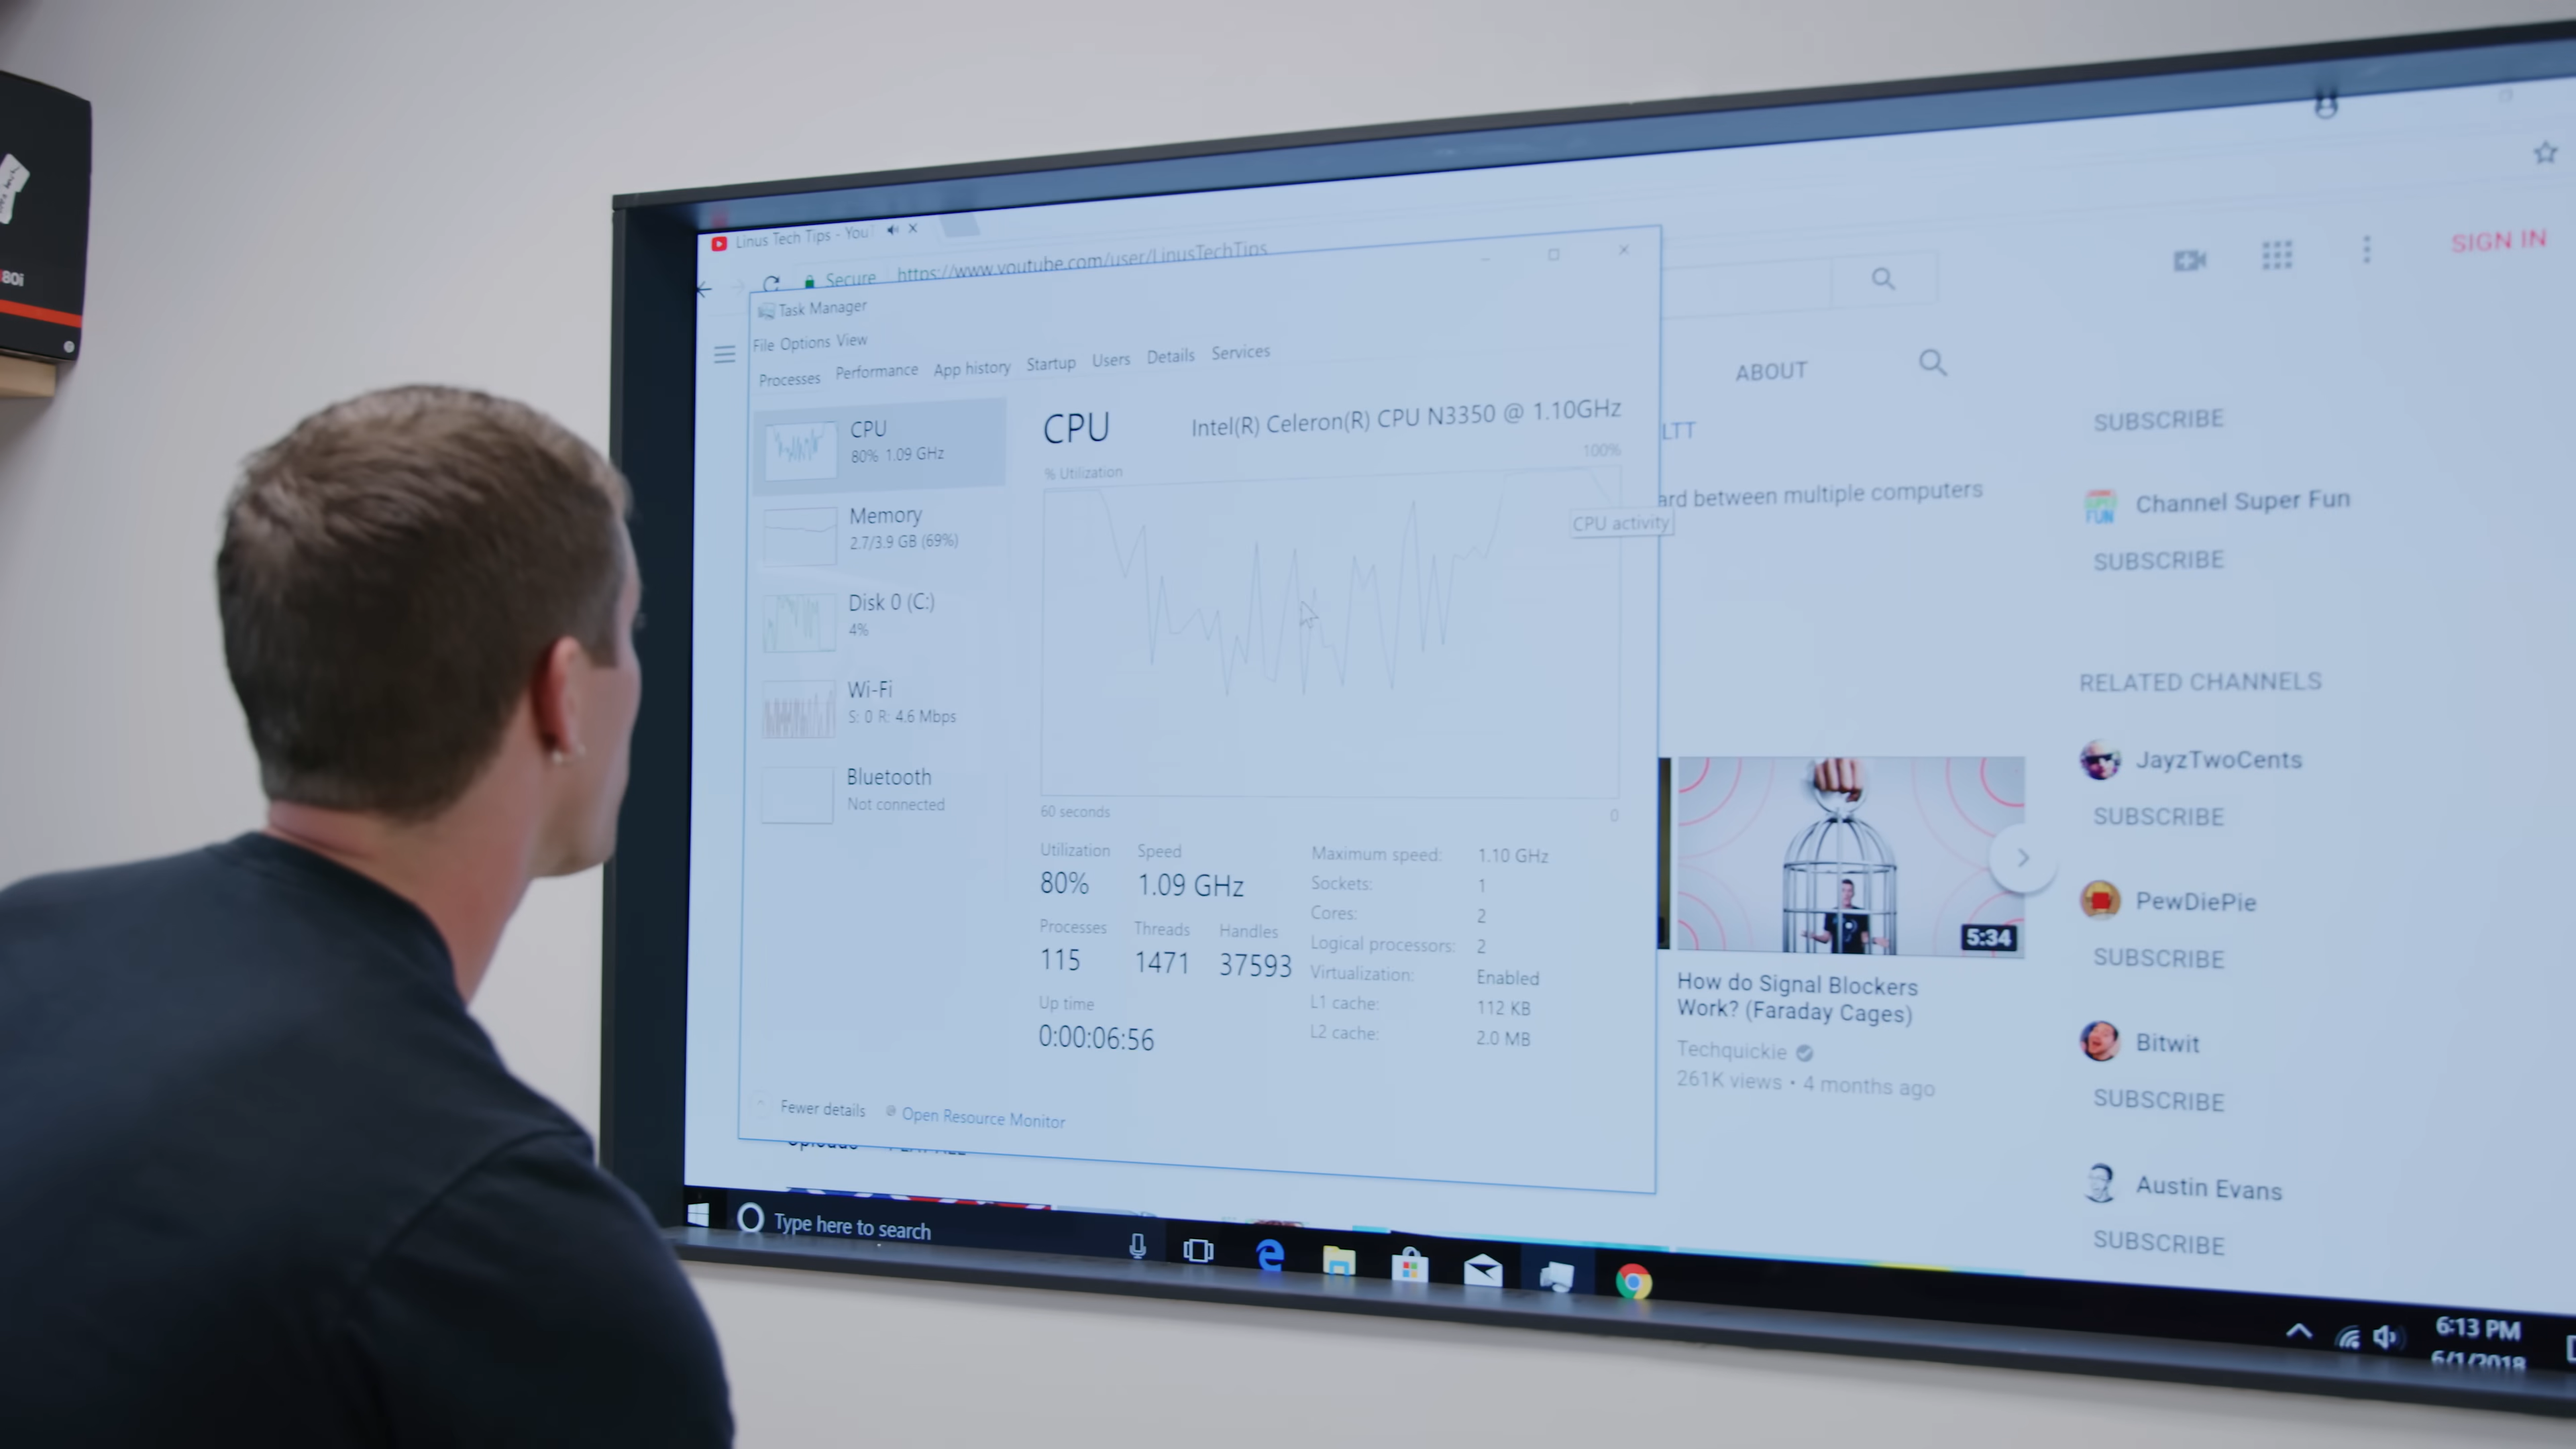 80i
Linus Tech Tips - You
Secure
https://www.youtube.com/user/LinusTechTips
SIGN IN
Task Manager
File Options View
Processes Performance App history Startup Users Details Services
ABOUT
CPU
80% 1.09 GHz
Memory
2.7/3.9 GB (69%)
Disk 0 (C:)
4%
Wi-Fi
S: 0 R: 4.6 Mbps
Bluetooth
Not connected
CPU
Intel(R) Celeron(R) CPU N3350 @ 1.10GHz
% Utilization
100%
CPU activity
60 seconds
0
Utilization
80%
Speed
1.09 GHz
Processes
115
Threads
1471
Handles
37593
Up time
0:00:06:56
Maximum speed: 1.10 GHz
Sockets: 1
Cores: 2
Logical processors: 2
Virtualization: Enabled
L1 cache: 112 KB
L2 cache: 2.0 MB
Fewer details
Open Resource Monitor
LTT
ard between multiple computers
5:34
How do Signal Blockers
Work? (Faraday Cages)
Techquickie
261K views • 4 months ago
SUBSCRIBE
SUPER
FUN
Channel Super Fun
SUBSCRIBE
RELATED CHANNELS
JayzTwoCents
SUBSCRIBE
PewDiePie
SUBSCRIBE
Bitwit
SUBSCRIBE
Austin Evans
SUBSCRIBE
Type here to search
6:13 PM
6/1/2018